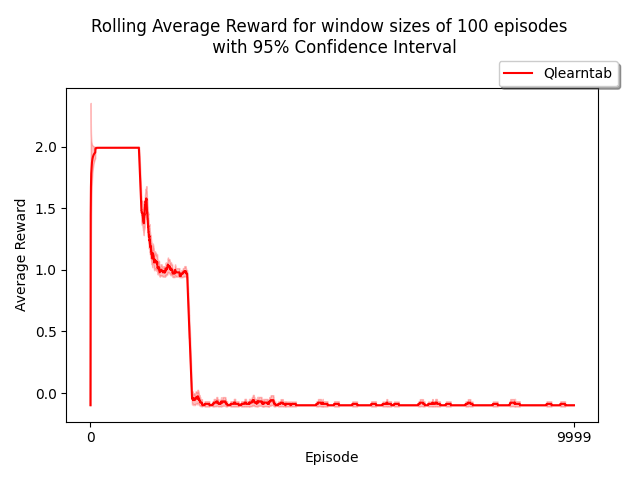 Rolling Average Reward for window sizes of 100 episodes
with 95% Confidence Interval
Qlearntab
Average Reward
2.0
1.5
1.0
0.5
0.0
0
9999
Episode